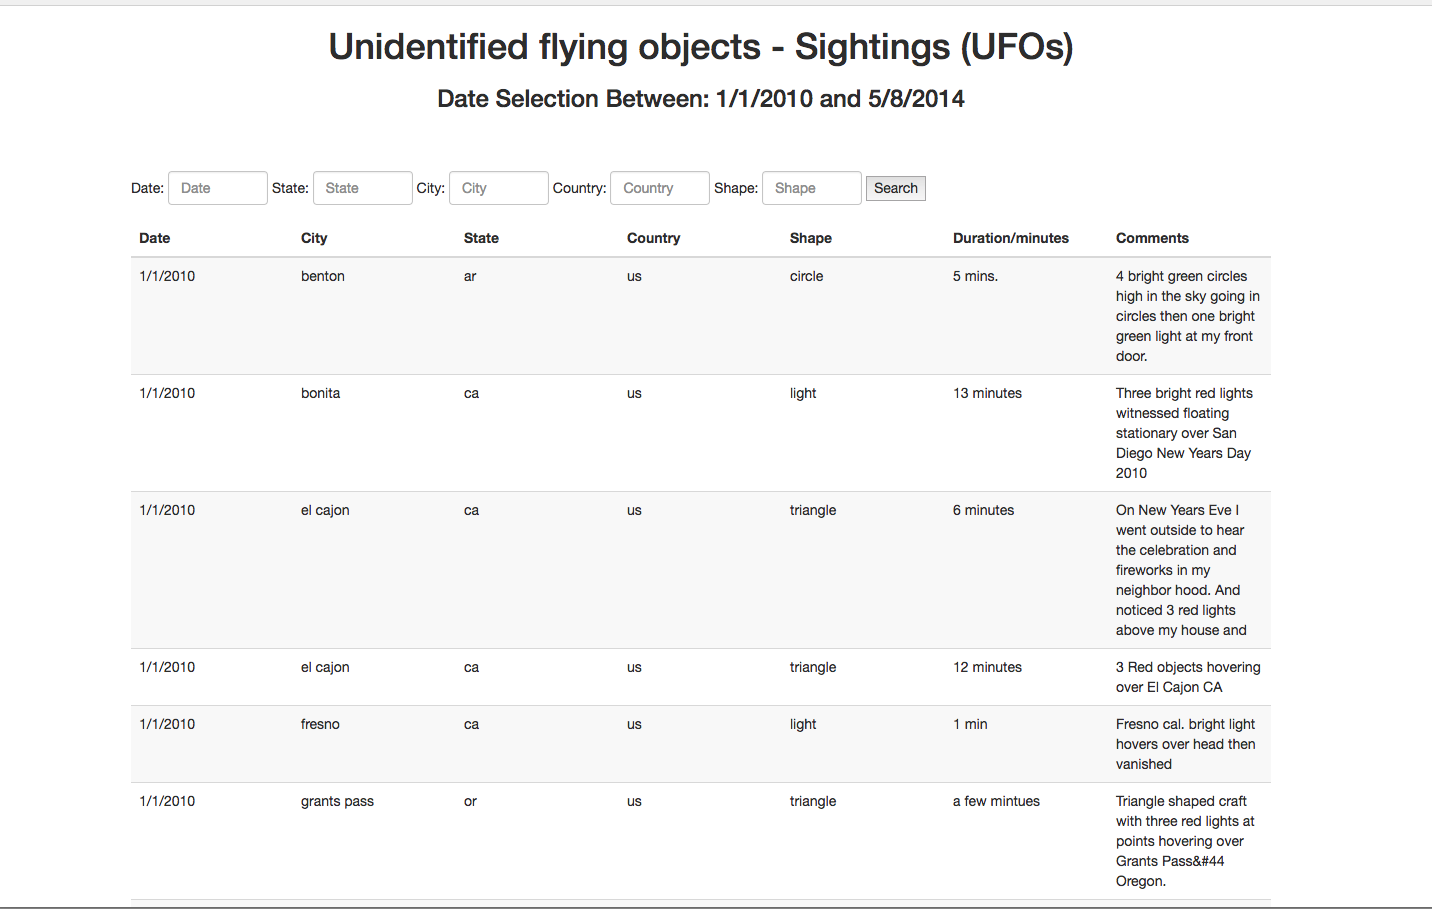 Unidentified flying objects - Sightings (UFOs)
Date Selection Between: 1/1/2010 and 5/8/2014
Date: Date State: State City: City Country: Country Shape: Shape Search
Date City State Country Shape Duration/minutes Comments
1/1/2010 benton ar us circle 5 mins. 4 bright green circles
high in the sky going in
circles then one bright
green light at my front
door.
1/1/2010 bonita ca us light 13 minutes Three bright red lights
witnessed floating
stationary over San
Diego New Years Day
2010
1/1/2010 el cajon ca us triangle 6 minutes On New Years Eve I
went outside to hear
the celebration and
fireworks in my
neighbor hood. And
noticed 3 red lights
above my house and
1/1/2010 el cajon ca us triangle 12 minutes 3 Red objects hovering
over El Cajon CA
1/1/2010 fresno ca us light 1 min Fresno cal. bright light
hovers over head then
vanished
1/1/2010 grants pass or us triangle a few mintues Triangle shaped craft
with three red lights at
points hovering over
Grants Pass&#44
Oregon.